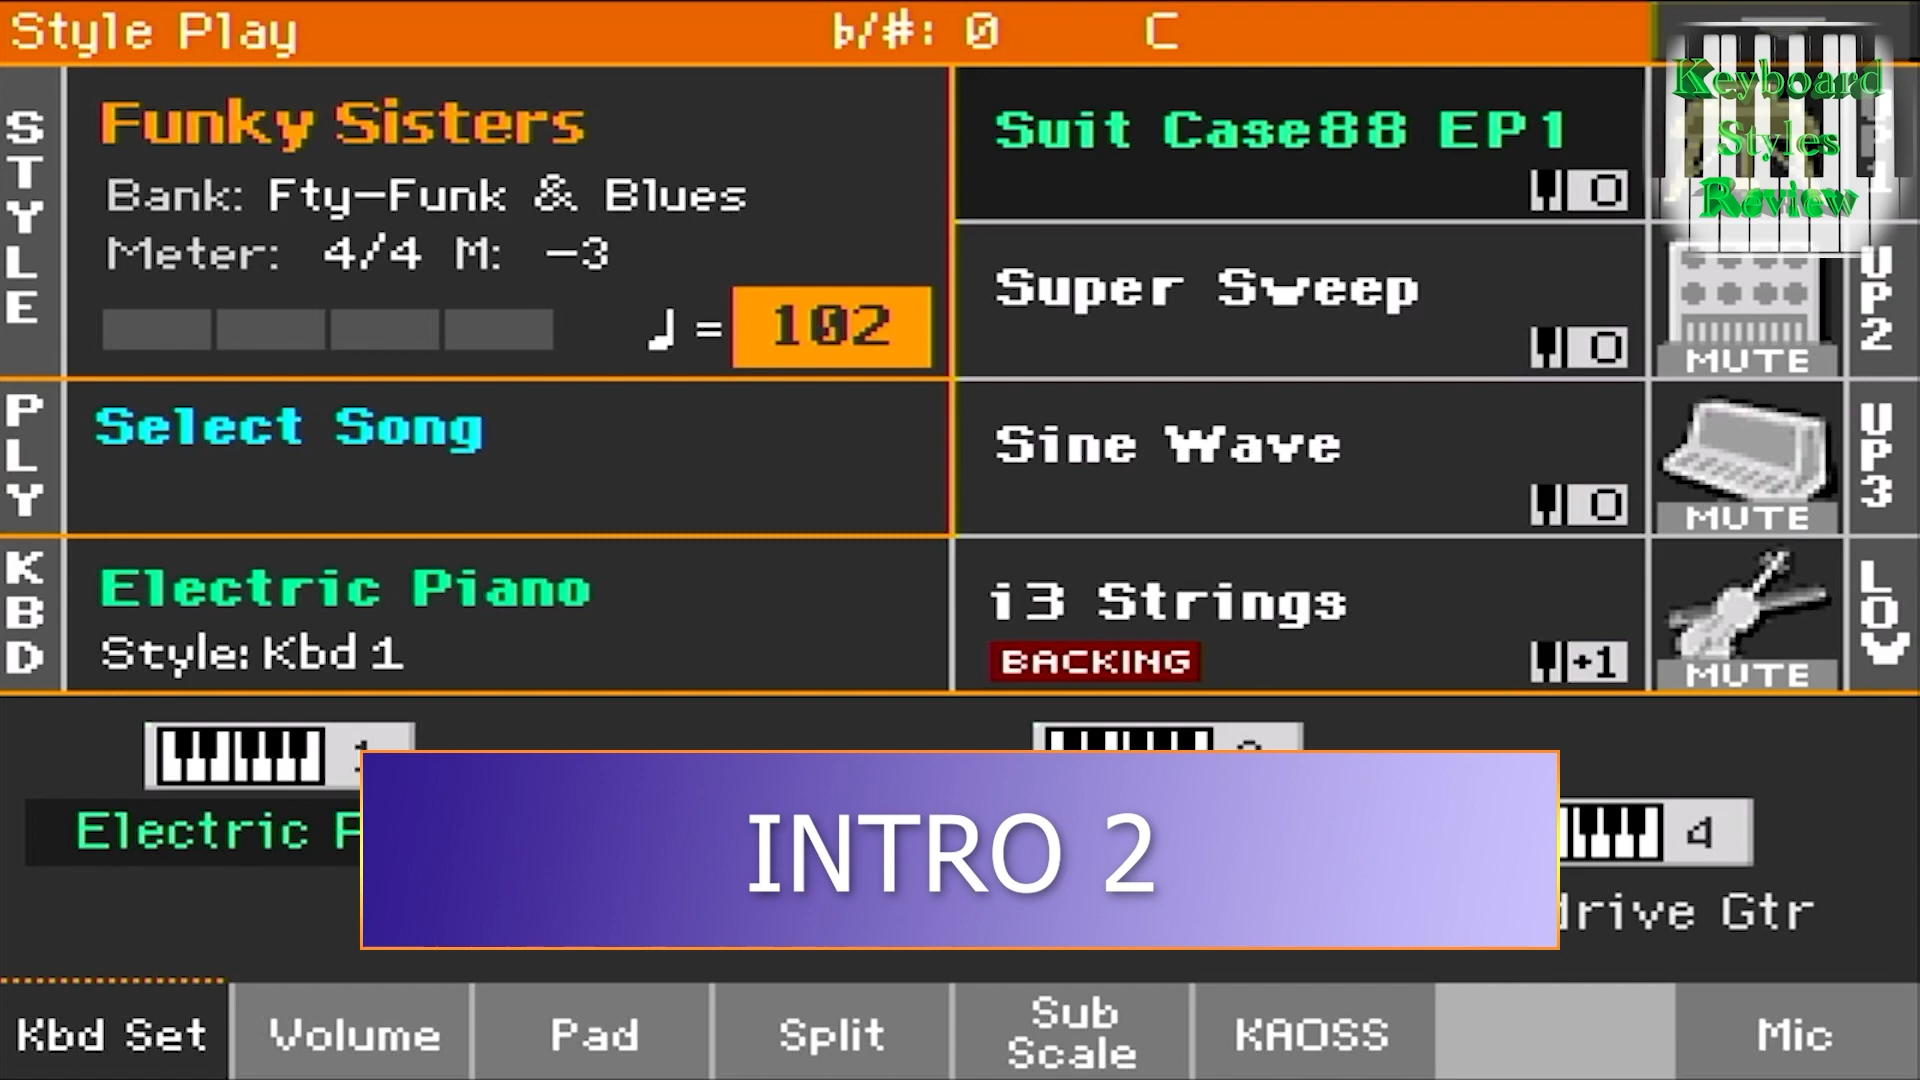 Style Play ♭/#: 0 C
Keyboard
Styles
Review
STYLE
Funky Sisters
Bank: Fty-Funk & Blues
Meter: 4/4 M: -3
♩ = 102
Suit Case88 EP1
0
Super Sweep
0
MUTE
UP2
PLY
Select Song
Sine Wave
0
MUTE
UP3
KBD
Electric Piano
Style: Kbd 1
i3 Strings
BACKING
+1
MUTE
LOW
Electric
INTRO 2
4
drive Gtr
Kbd Set
Volume
Pad
Split
Sub
Scale
KAOSS
Mic